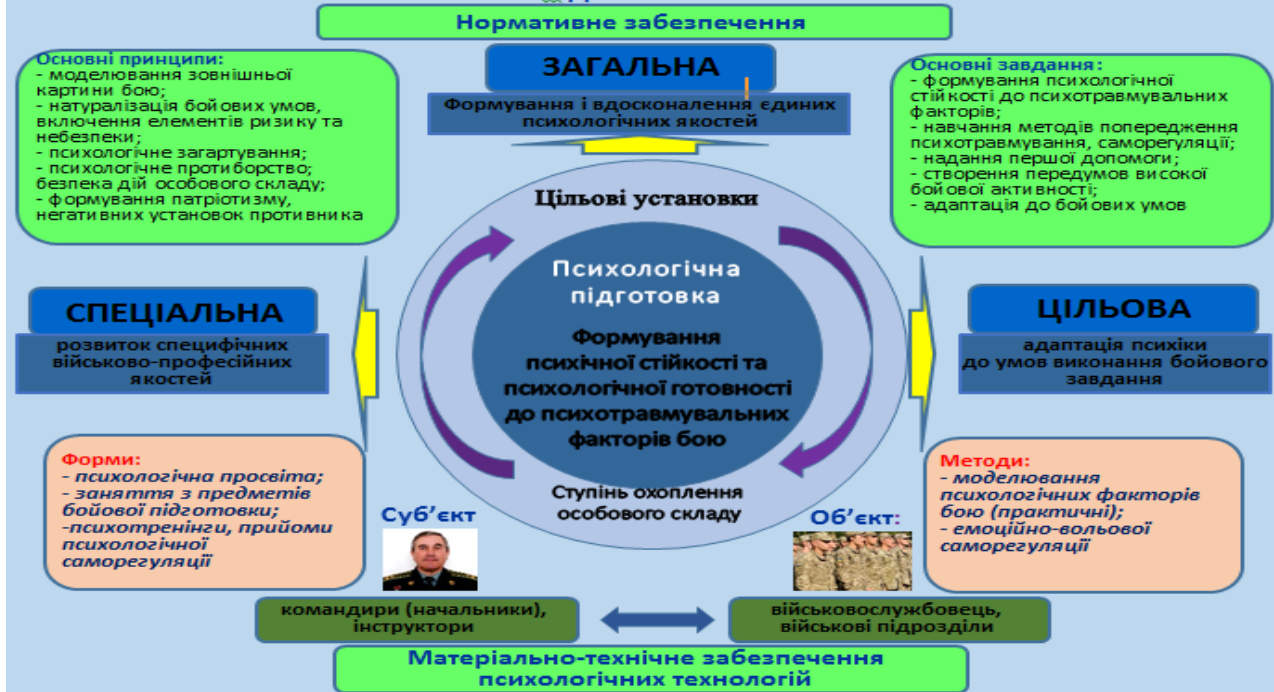 Нормативне забезпечення
Основні принципи:
- моделювання зовнішньої
картини бою;
- натуралізація бойових умов,
включення елементів ризику та
небезпеки;
- психологічне загартування;
- психологічне протиборство;
безпека дій особового складу;
- формування патріотизму,
негативних установок противника
ЗАГАЛЬНА
Формування і вдосконалення єдиних
психологічних якостей
Основні завдання:
- формування психологічної
стійкості до психотравмувальних
факторів;
- навчання методів попередження
психотравмування, саморегуляції;
- надання першої допомоги;
- створення передумов високої
бойової активності;
- адаптація до бойових умов
Цільові установки
Психологічна
підготовка
Формування
психічної стійкості та
психологічної готовності
до психотравмувальних
факторів бою
Ступінь охоплення
особового складу
СПЕЦІАЛЬНА
розвиток специфічних
військово-професійних
якостей
ЦІЛЬОВА
адаптація психіки
до умов виконання бойового
завдання
Форми:
- психологічна просвіта;
- заняття з предметів
бойової підготовки;
-психотренінги, прийоми
психологічної
саморегуляції
Суб’єкт
Об’єкт:
Методи:
- моделювання
психологічних факторів
бою (практичні);
- емоційно-вольової
саморегуляції
командири (начальники),
інструктори
військовослужбовець,
військові підрозділи
Матеріально-технічне забезпечення
психологічних технологій